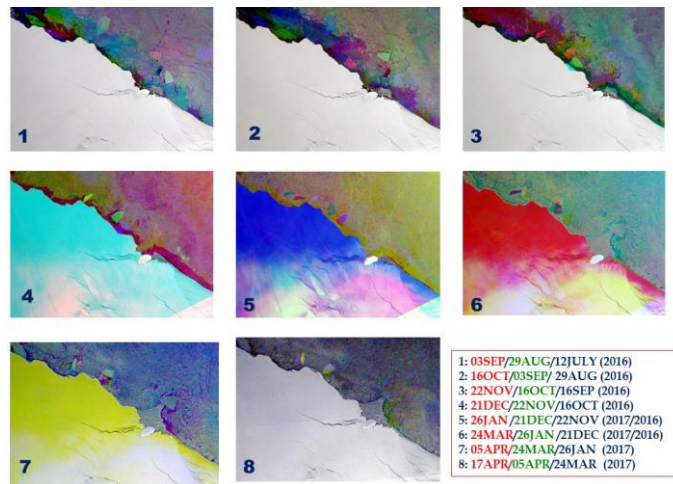 1
2
3
4
5
6
7
8
1: 03SEP/29AUG/12JULY (2016)
2: 16OCT/03SEP/ 29AUG (2016)
3: 22NOV/16OCT/16SEP (2016)
4: 21DEC/22NOV/16OCT (2016)
5: 26JAN /21DEC/22NOV (2017/2016)
6: 24MAR/26JAN /21DEC (2017/2016)
7: 05APR/24MAR/26JAN (2017)
8: 17APR/05APR/24MAR (2017)